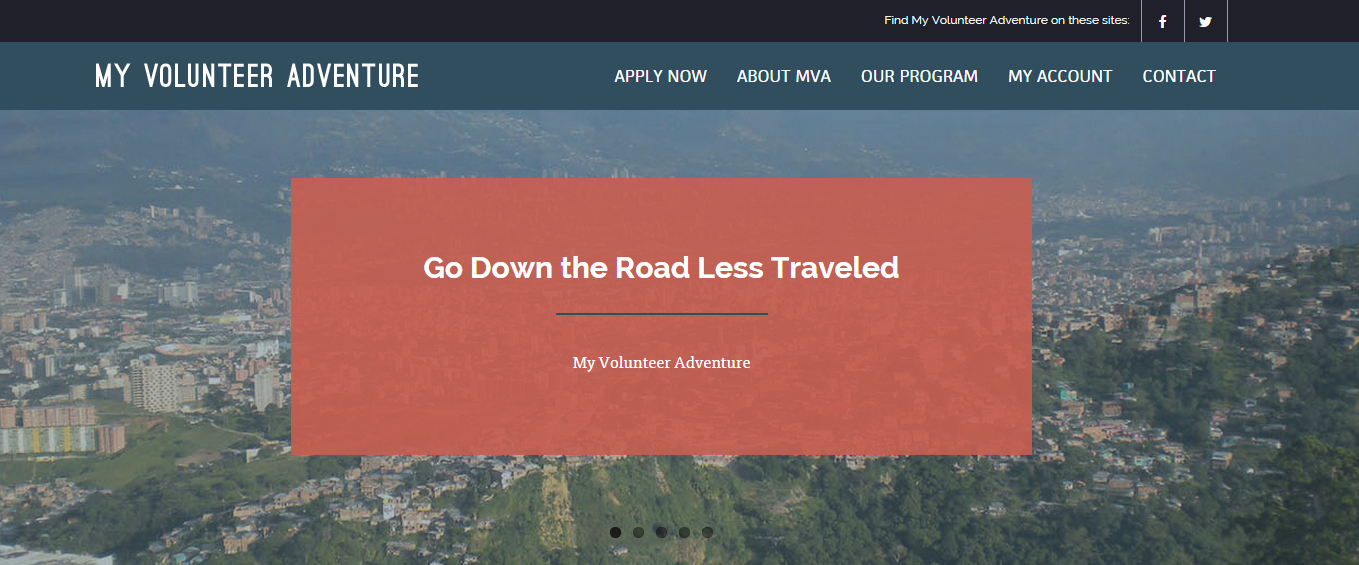 Find My Volunteer Adventure on these sites:
MY VOLUNTEER ADVENTURE
APPLY NOW ABOUT MVA OUR PROGRAM MY ACCOUNT CONTACT
Go Down the Road Less Traveled
My Volunteer Adventure